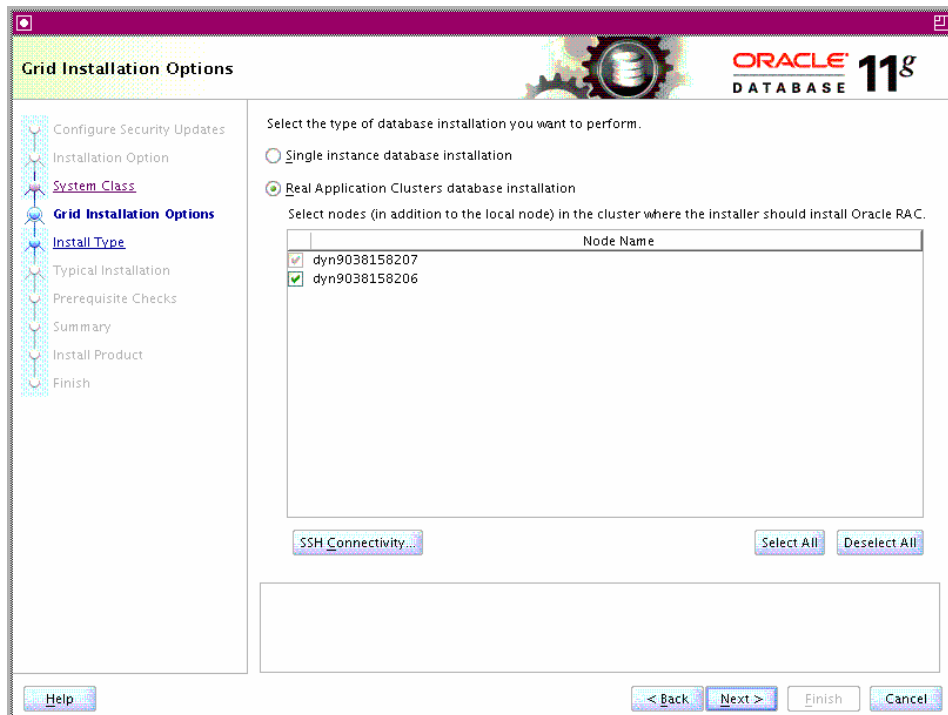 Grid Installation Options
ORACLE
DATABASE
11g
Configure Security Updates
Installation Option
System Class
Grid Installation Options
Install Type
Typical Installation
Prerequisite Checks
Summary
Install Product
Finish
Select the type of database installation you want to perform.
Single instance database installation
Real Application Clusters database installation
Select nodes (in addition to the local node) in the cluster where the installer should install Oracle RAC.
Node Name
dyn9038158207
dyn9038158206
SSH Connectivity...
Select All
Deselect All
Help
< Back
Next >
Finish
Cancel